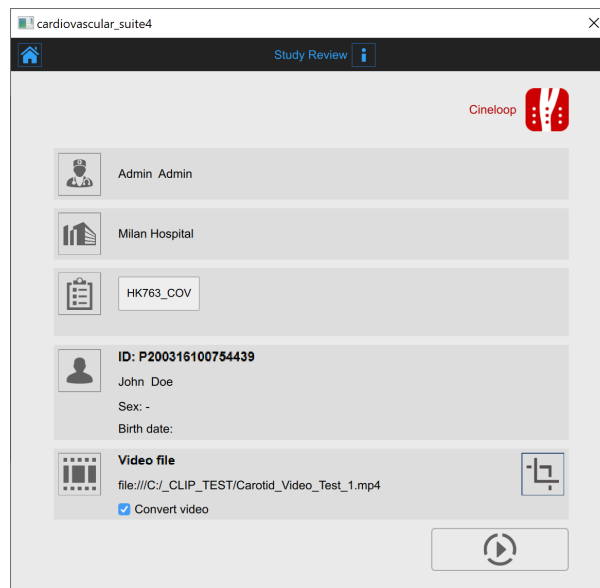 cardiovascular_suite4
Study Review
Cineloop
Admin Admin
Milan Hospital
HK763_COV
ID: P200316100754439
John Doe
Sex: -
Birth date:
Video file
file:///C:/_CLIP_TEST/Carotid_Video_Test_1.mp4
Convert video